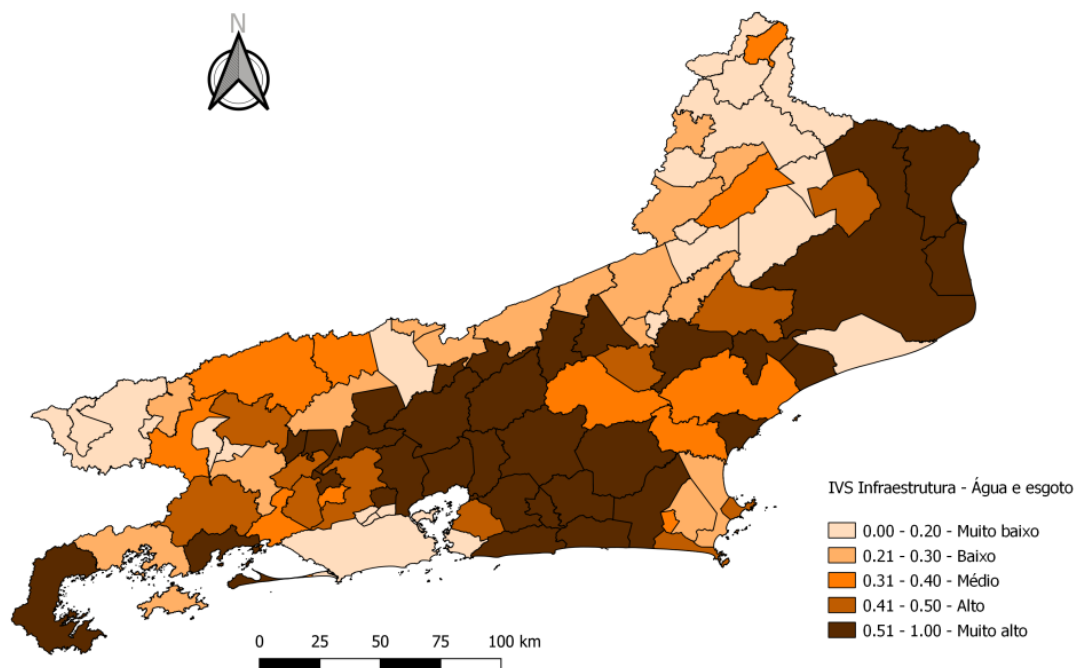 N
IVS Infraestrutura - Água e esgoto
0.00 - 0.20 - Muito baixo
0.21 - 0.30 - Baixo
0.31 - 0.40 - Médio
0.41 - 0.50 - Alto
0.51 - 1.00 - Muito alto
0 25 50 75 100 km